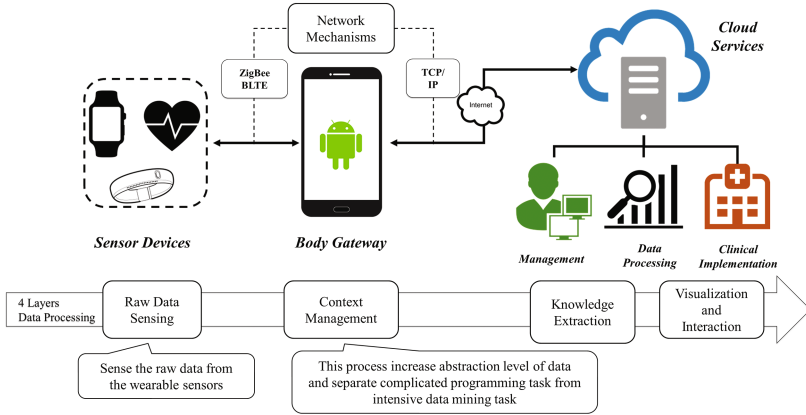 Network
Mechanisms
ZigBee
BLTE
TCP/
IP
Internet
Cloud
Services
Sensor Devices
Body Gateway
Management
Data
Processing
Clinical
Implementation
4 Layers
Data Processing
Raw Data
Sensing
Context
Management
Knowledge
Extraction
Visualization
and
Interaction
Sense the raw data from
the wearable sensors
This process increase abstraction level of data
and separate complicated programming task from
intensive data mining task